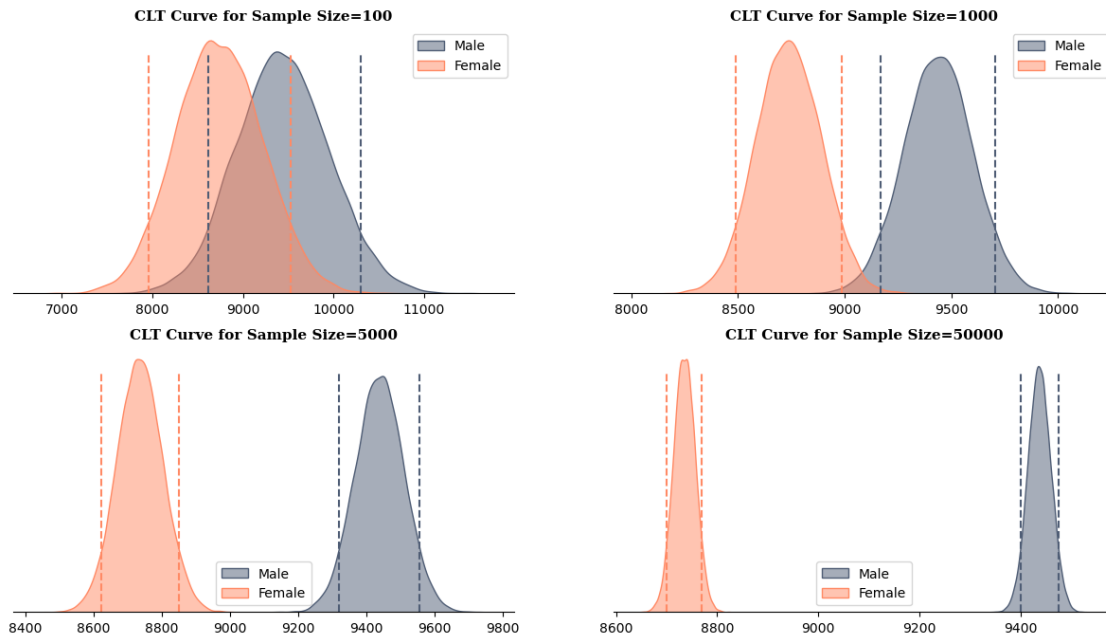 CLT Curve for Sample Size=100
Male
Female
7000 8000 9000 10000 11000
CLT Curve for Sample Size=1000
Male
Female
8000 8500 9000 9500 10000
CLT Curve for Sample Size=5000
Male
Female
8400 8600 8800 9000 9200 9400 9600 9800
CLT Curve for Sample Size=50000
Male
Female
8600 8800 9000 9200 9400